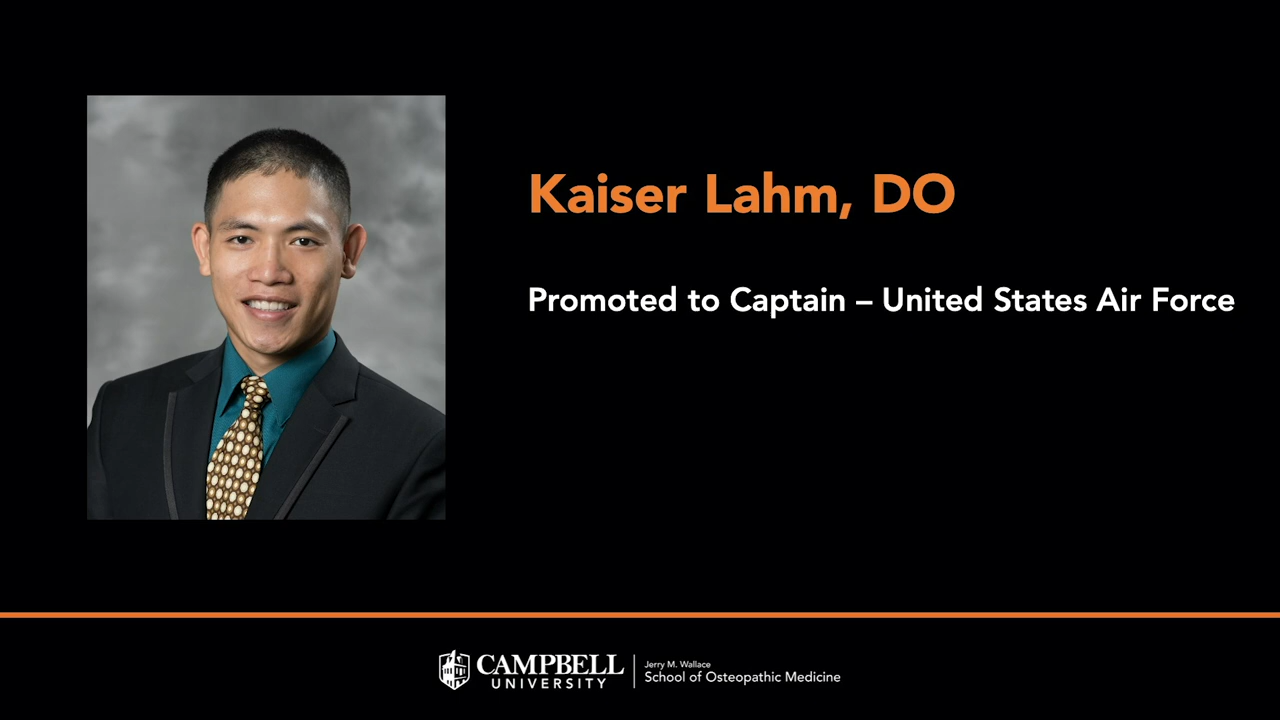 Kaiser Lahm, DO
Promoted to Captain – United States Air Force
CAMPBELL
UNIVERSITY
Jerry M. Wallace
School of Osteopathic Medicine